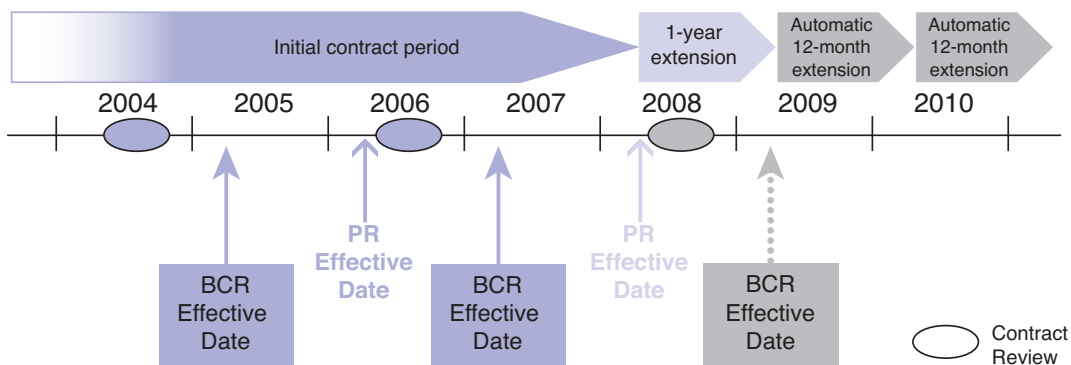 Initial contract period
1-year
extension
Automatic
12-month
extension
Automatic
12-month
extension
2004
2005
2006
2007
2008
2009
2010
PR
Effective
Date
PR
Effective
Date
BCR
Effective
Date
BCR
Effective
Date
BCR
Effective
Date
Contract
Review